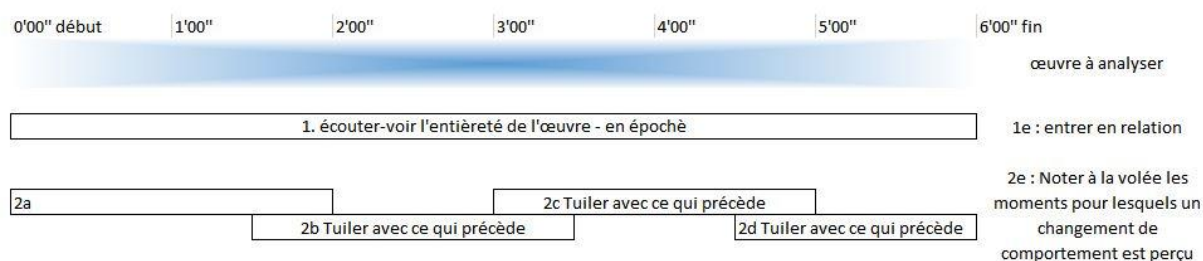 0'00" début 1'00" 2'00" 3'00" 4'00" 5'00" 6'00" fin
œuvre à analyser
1. écouter-voir l'entièreté de l'œuvre - en épochè
1e : entrer en relation
2e : Noter à la volée les
2a 2c Tuiler avec ce qui précède moments pour lesquels un
2b Tuiler avec ce qui précède 2d Tuiler avec ce qui précède changement de
comportement est perçu